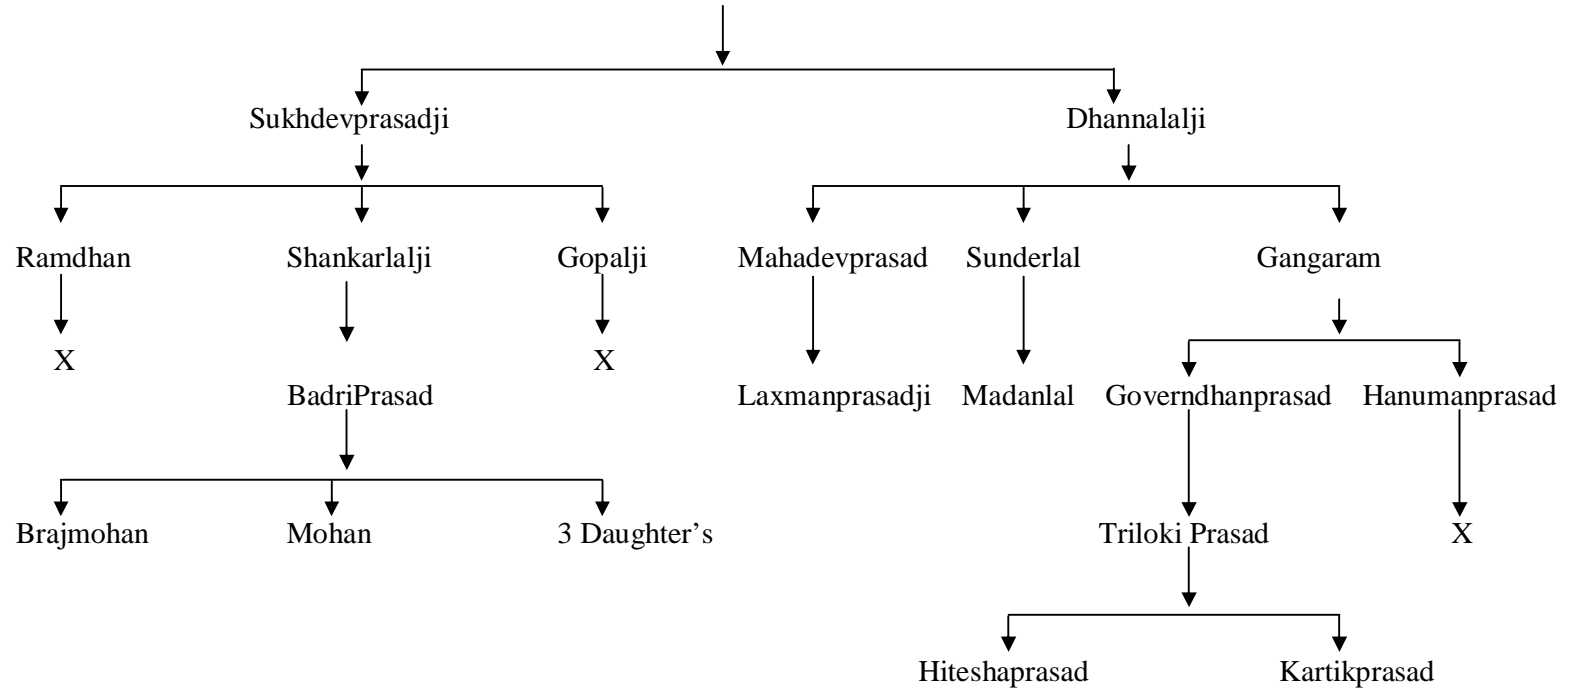 Sukhdevprasadji Dhannalalji
Ramdhan Shankarlalji Gopalji Mahadevprasad Sunderlal Gangaram
X X
BadriPrasad Laxmanprasadji Madanlal Governdhanprasad Hanumanprasad
Brajmohan Mohan 3 Daughter’s Triloki Prasad X
Hiteshaprasad Kartikprasad